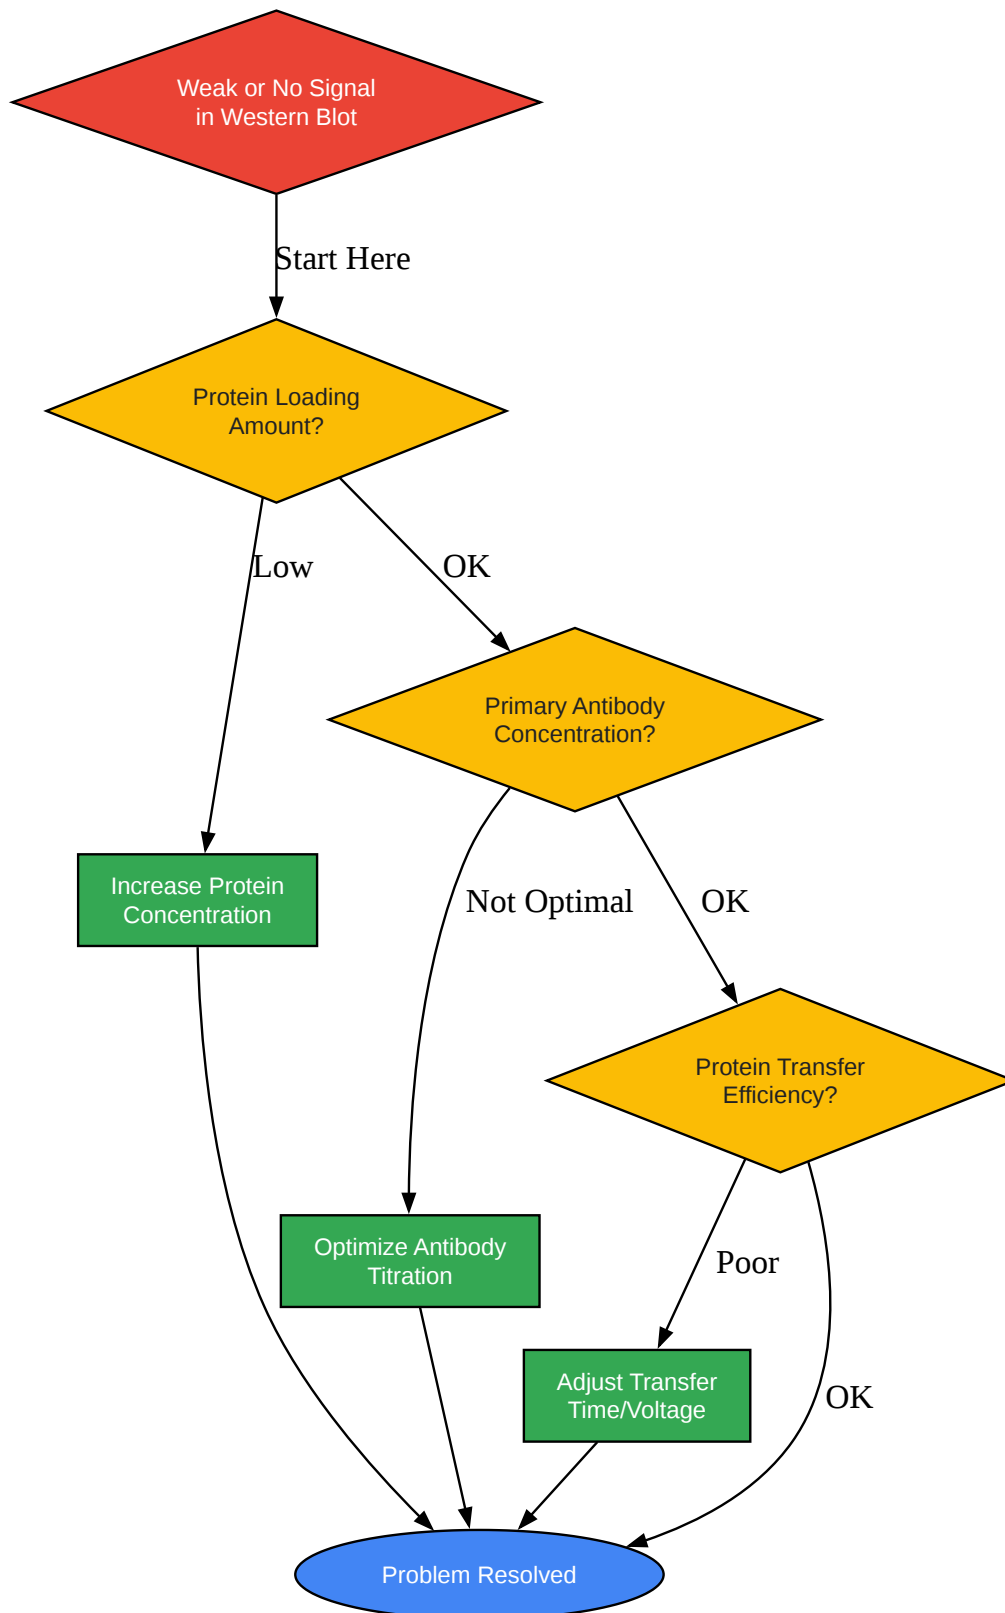 Weak or No Signal
in Western Blot
Start Here
Protein Loading
Amount?
Low
OK
Primary Antibody
Concentration?
Increase Protein
Concentration
Not Optimal
OK
Protein Transfer
Efficiency?
Optimize Antibody
Titration
Poor
Adjust Transfer
Time/Voltage
OK
Problem Resolved